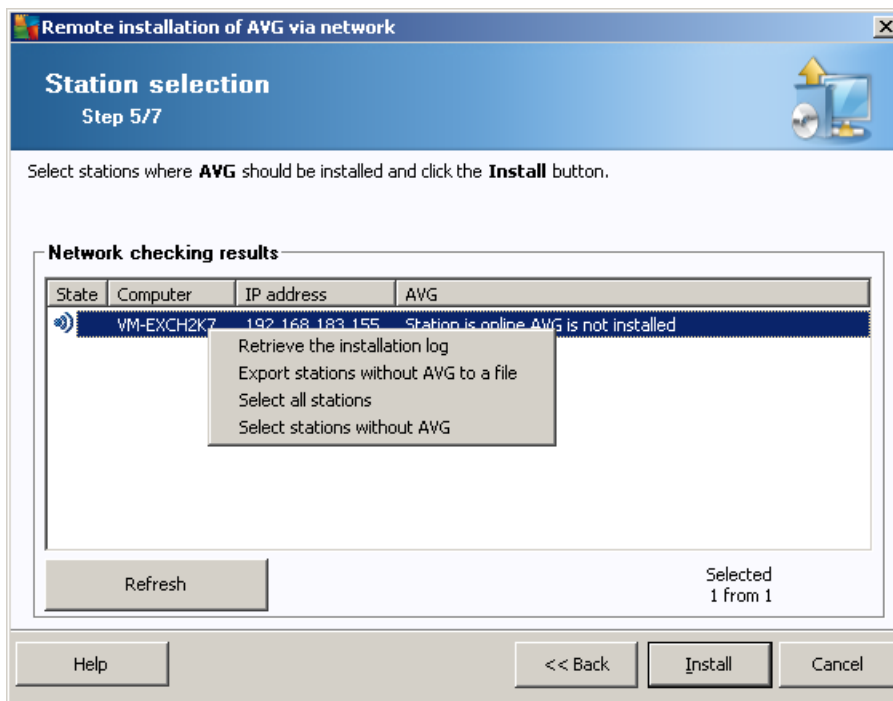 Remote installation of AVG via network
Station selection
Step 5/7
Select stations where AVG should be installed and click the Install button.
Network checking results
State Computer IP address AVG
VM-EXCH2K7 192.168.183.155 Station is online AVG is not installed
Retrieve the installation log
Export stations without AVG to a file
Select all stations
Select stations without AVG
Refresh
Selected
1 from 1
Help << Back Install Cancel